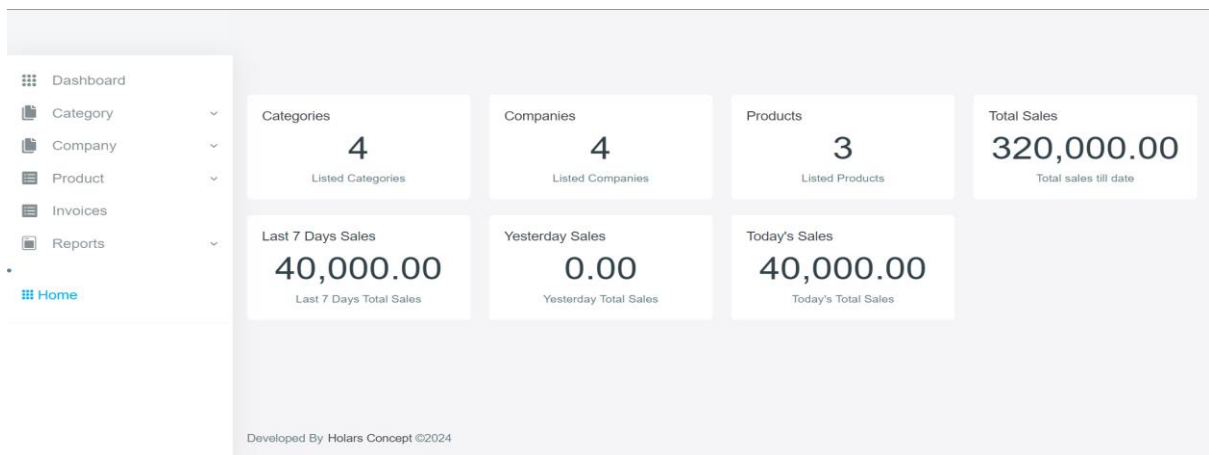 Dashboard
Category
Company
Product
Invoices
Reports
Home
Categories
4
Listed Categories
Companies
4
Listed Companies
Products
3
Listed Products
Total Sales
320,000.00
Total sales till date
Last 7 Days Sales
40,000.00
Last 7 Days Total Sales
Yesterday Sales
0.00
Yesterday Total Sales
Today's Sales
40,000.00
Today's Total Sales
Developed By Holars Concept ©2024